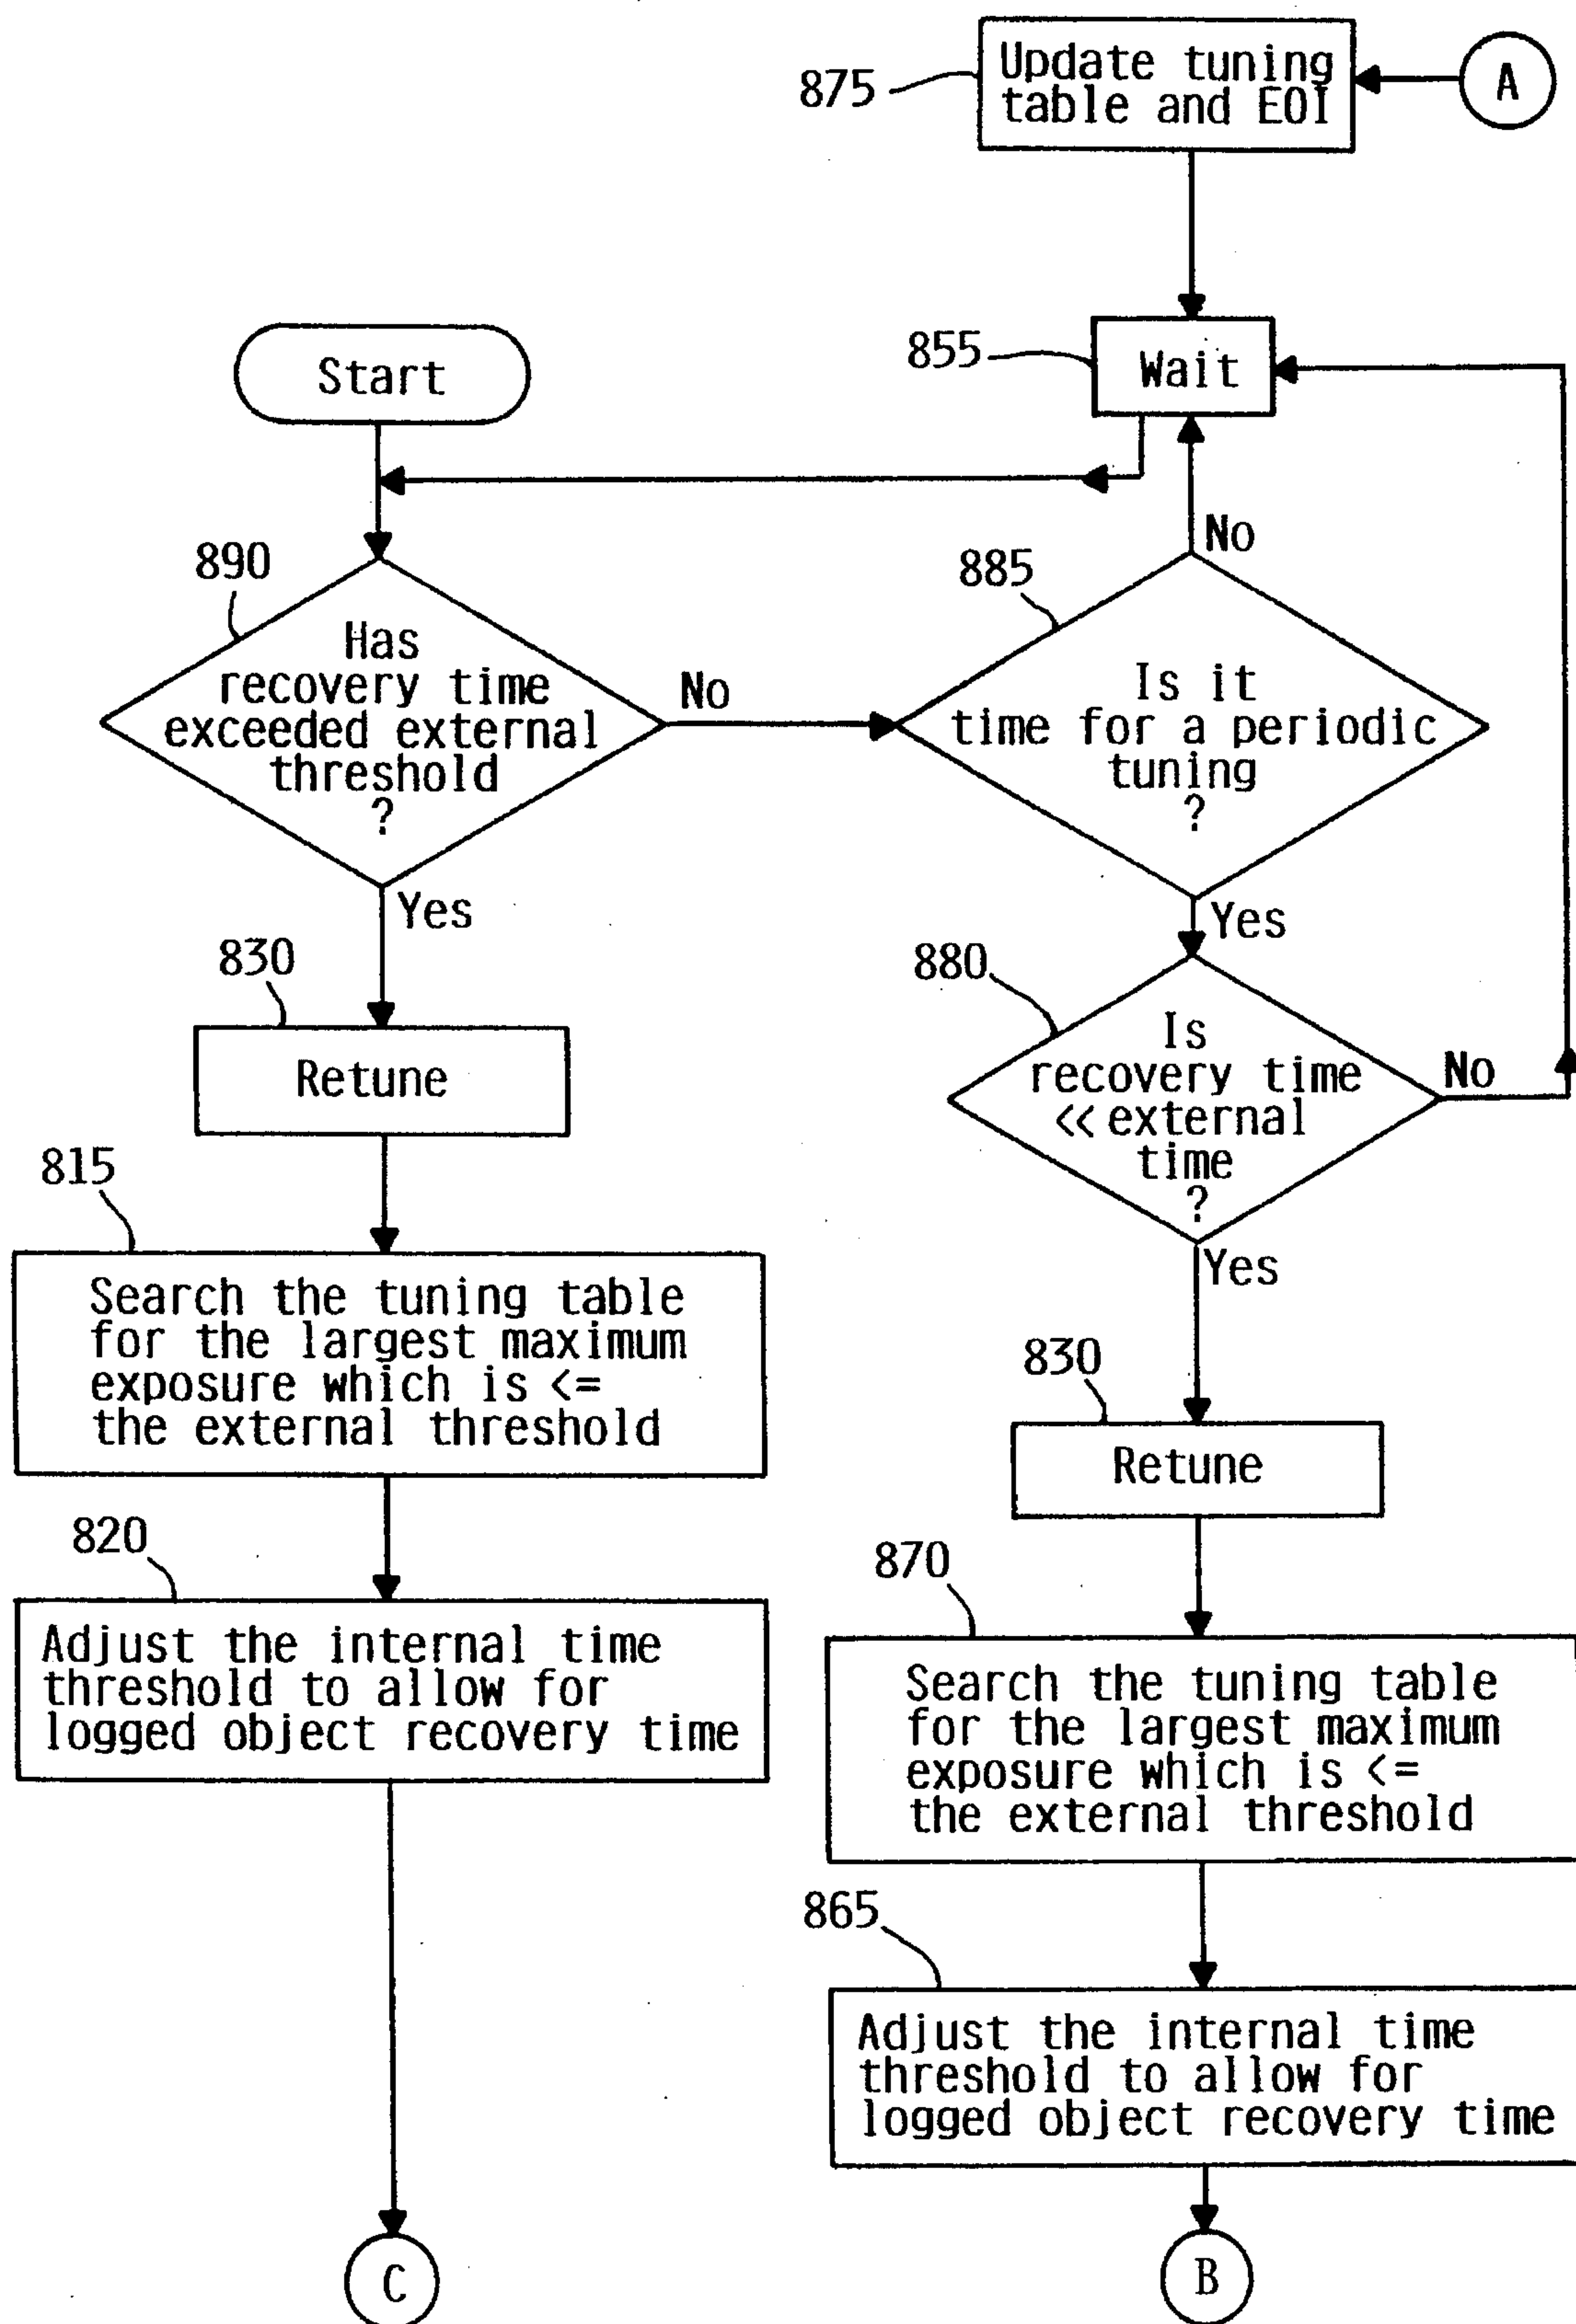 875
Update tuning
table and EOI
A
855
Wait
Start
890
Has
recovery time
exceeded external
threshold
?
No
Yes
885
Is it
time for a periodic
tuning
?
No
Yes
880
Is
recovery time
<< external
time
?
No
Yes
830
Retune
815
Search the tuning table
for the largest maximum
exposure which is <=
the external threshold
820
Adjust the internal time
threshold to allow for
logged object recovery time
C
830
Retune
870
Search the tuning table
for the largest maximum
exposure which is <=
the external threshold
865
Adjust the internal time
threshold to allow for
logged object recovery time
B